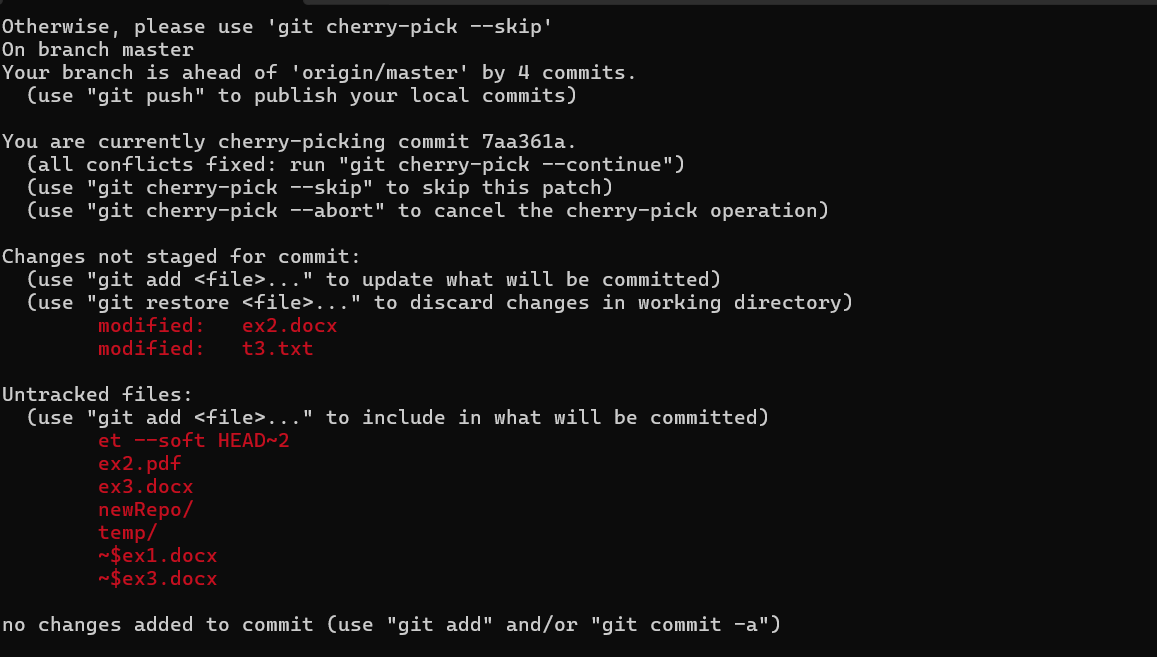 Otherwise, please use 'git cherry-pick --skip'
On branch master
Your branch is ahead of 'origin/master' by 4 commits.
  (use "git push" to publish your local commits)

You are currently cherry-picking commit 7aa361a.
  (all conflicts fixed: run "git cherry-pick --continue")
  (use "git cherry-pick --skip" to skip this patch)
  (use "git cherry-pick --abort" to cancel the cherry-pick operation)

Changes not staged for commit:
  (use "git add <file>..." to update what will be committed)
  (use "git restore <file>..." to discard changes in working directory)
        modified:   ex2.docx
        modified:   t3.txt

Untracked files:
  (use "git add <file>..." to include in what will be committed)
        et --soft HEAD~2
        ex2.pdf
        ex3.docx
        newRepo/
        temp/
        ~$ex1.docx
        ~$ex3.docx

no changes added to commit (use "git add" and/or "git commit -a")